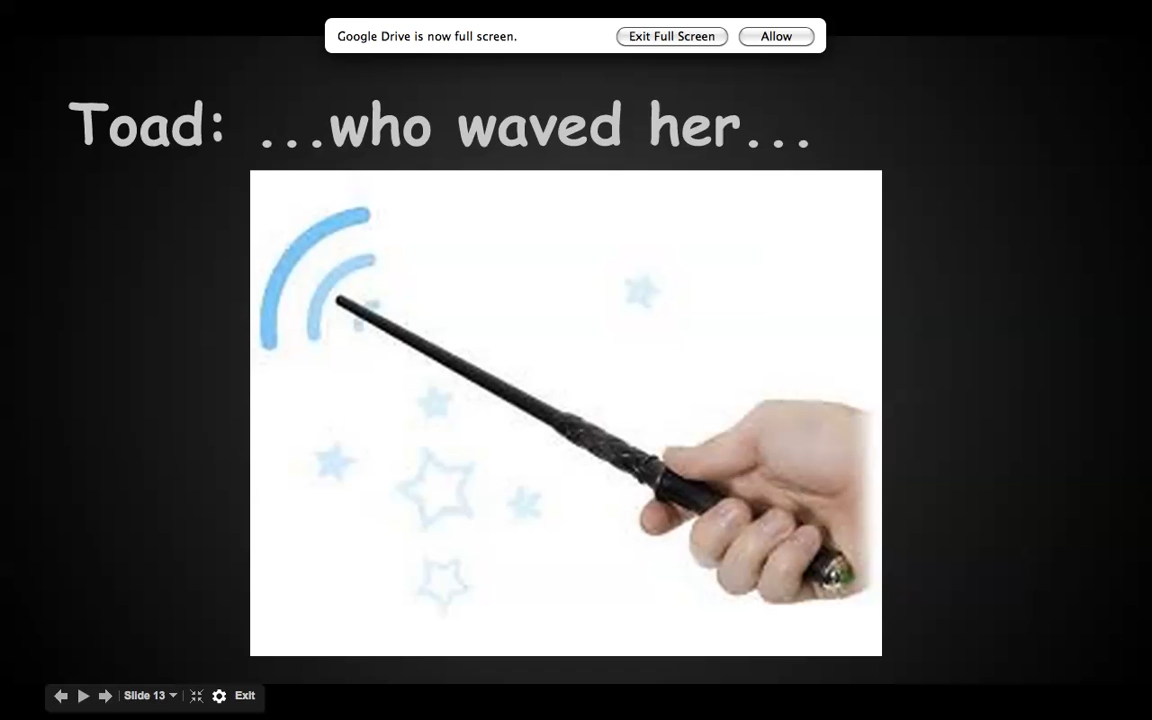 Google Drive is now full screen.
Exit Full Screen
Allow
Toad: ...who waved her...
Slide 13
Exit